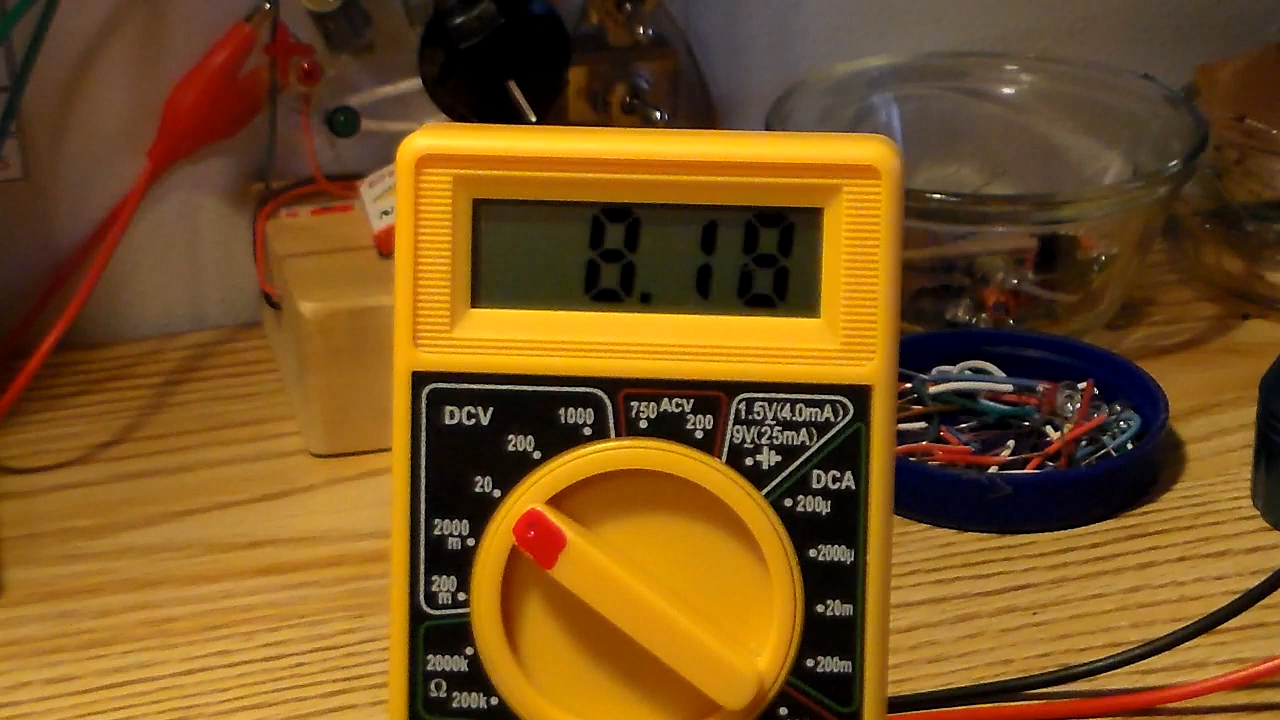 8.18
DCV
1000
200
20
2000
m
200
m
750 ACV 200
1.5V(4.0mA)
9V(25mA)
DCA
200µ
2000µ
20m
200m
2000k
Ω
200k